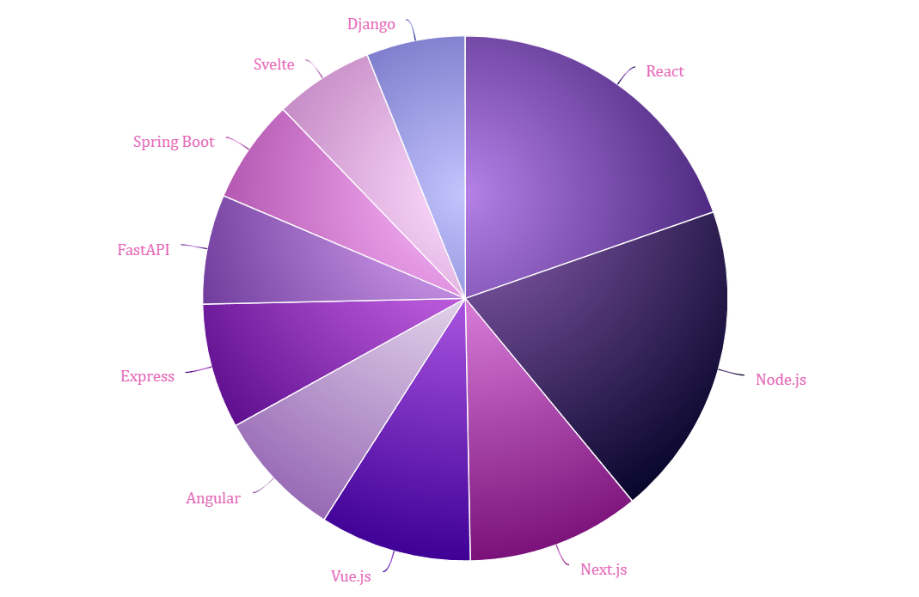 Django
React
Svelte
Spring Boot
FastAPI
Node.js
Express
Angular
Next.js
Vue.js